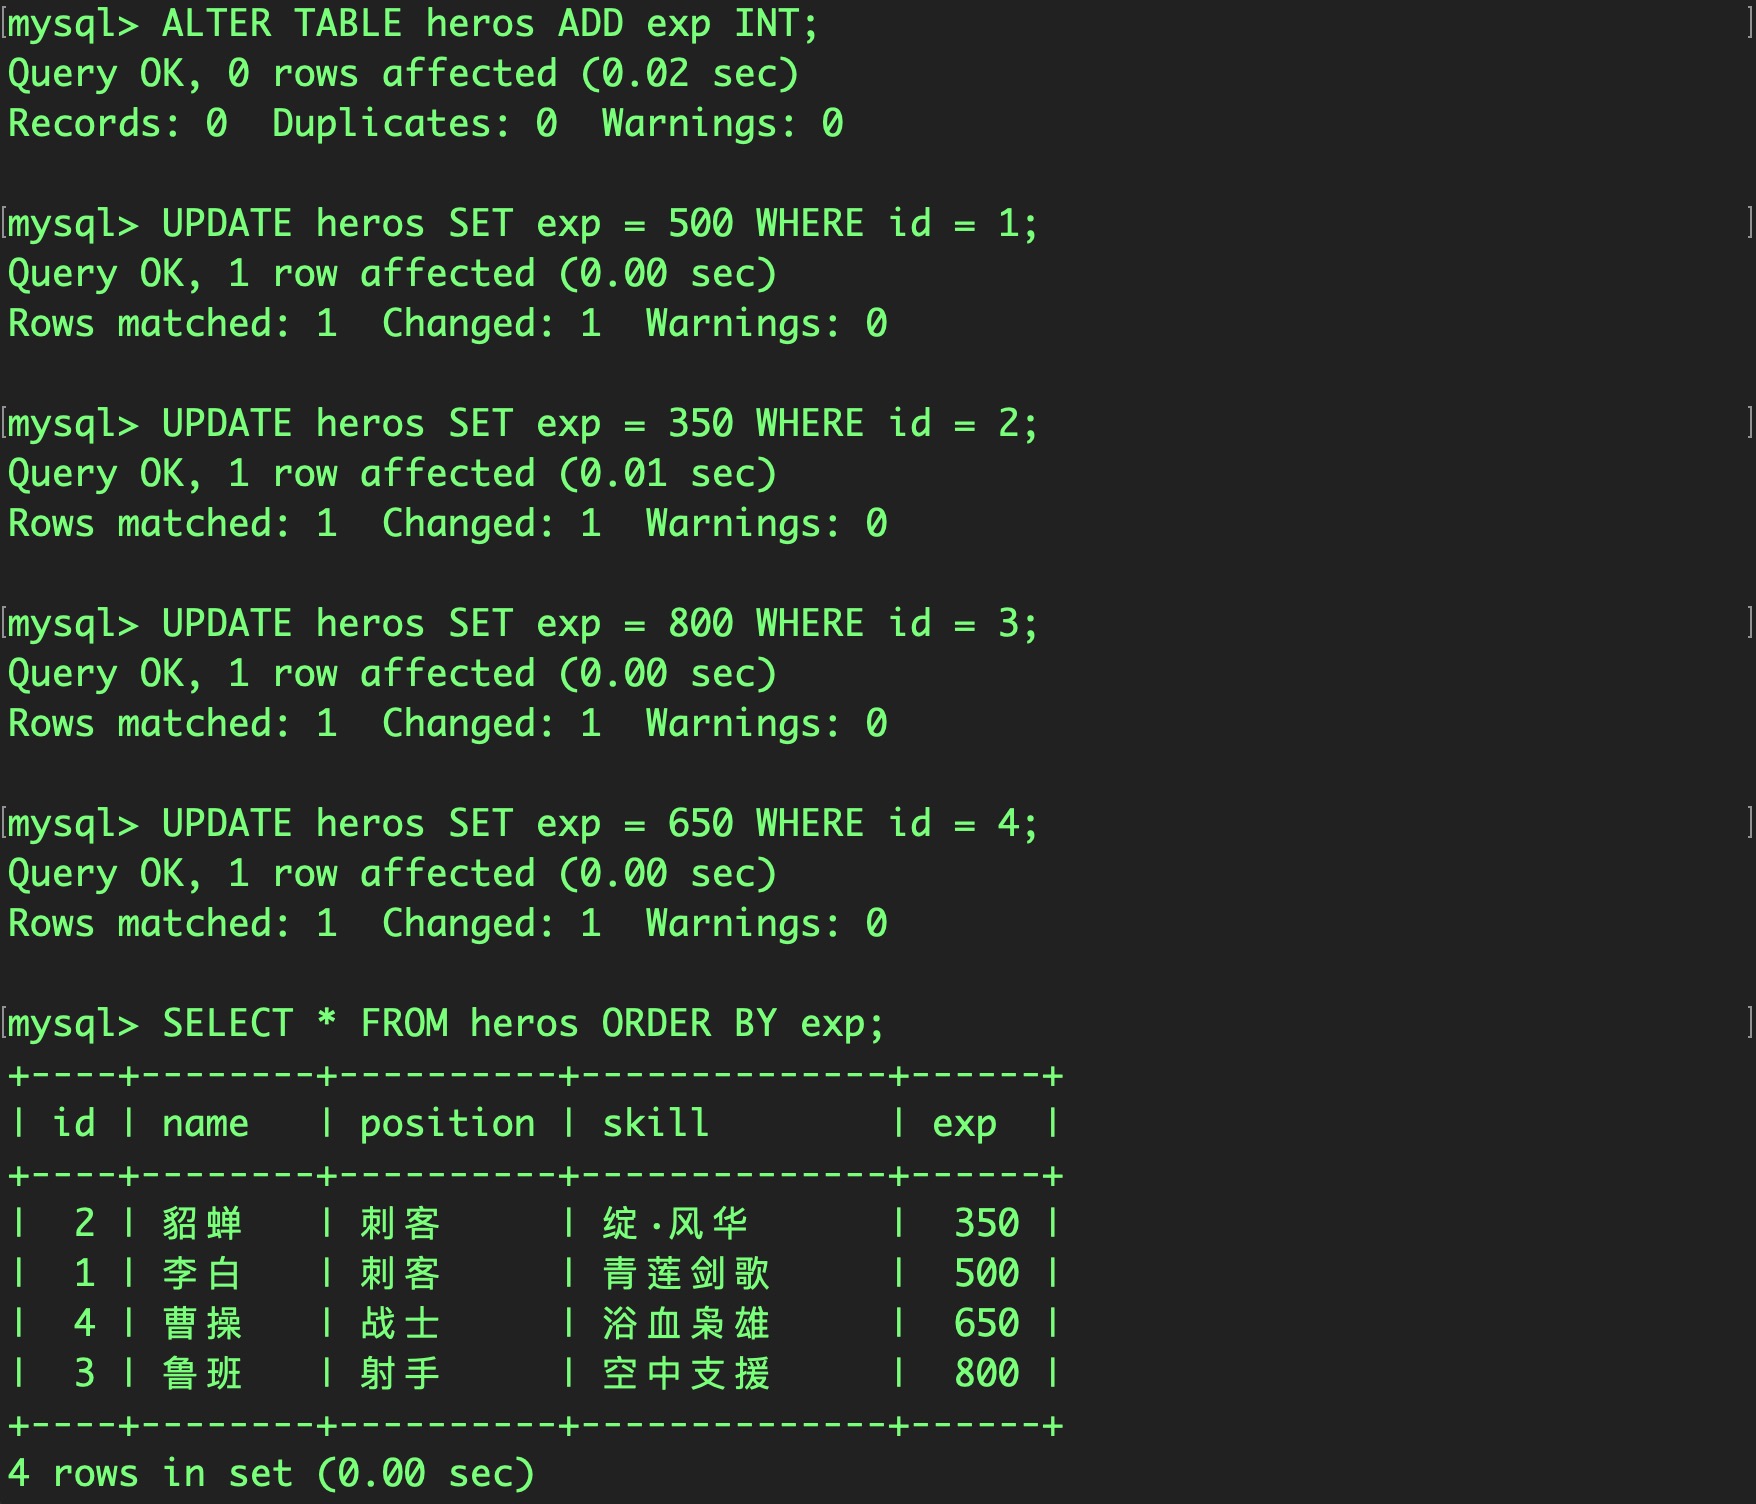 mysql> ALTER TABLE heros ADD exp INT;
Query OK, 0 rows affected (0.02 sec)
Records: 0  Duplicates: 0  Warnings: 0

mysql> UPDATE heros SET exp = 500 WHERE id = 1;
Query OK, 1 row affected (0.00 sec)
Rows matched: 1  Changed: 1  Warnings: 0

mysql> UPDATE heros SET exp = 350 WHERE id = 2;
Query OK, 1 row affected (0.01 sec)
Rows matched: 1  Changed: 1  Warnings: 0

mysql> UPDATE heros SET exp = 800 WHERE id = 3;
Query OK, 1 row affected (0.00 sec)
Rows matched: 1  Changed: 1  Warnings: 0

mysql> UPDATE heros SET exp = 650 WHERE id = 4;
Query OK, 1 row affected (0.00 sec)
Rows matched: 1  Changed: 1  Warnings: 0

mysql> SELECT * FROM heros ORDER BY exp;
+----+--------+----------+--------------+------+
| id | name   | position | skill        | exp  |
+----+--------+----------+--------------+------+
|  2 | 貂蝉   | 刺客     | 绽·风华      |  350 |
|  1 | 李白   | 刺客     | 青莲剑歌     |  500 |
|  4 | 曹操   | 战士     | 浴血枭雄     |  650 |
|  3 | 鲁班   | 射手     | 空中支援     |  800 |
+----+--------+----------+--------------+------+
4 rows in set (0.00 sec)